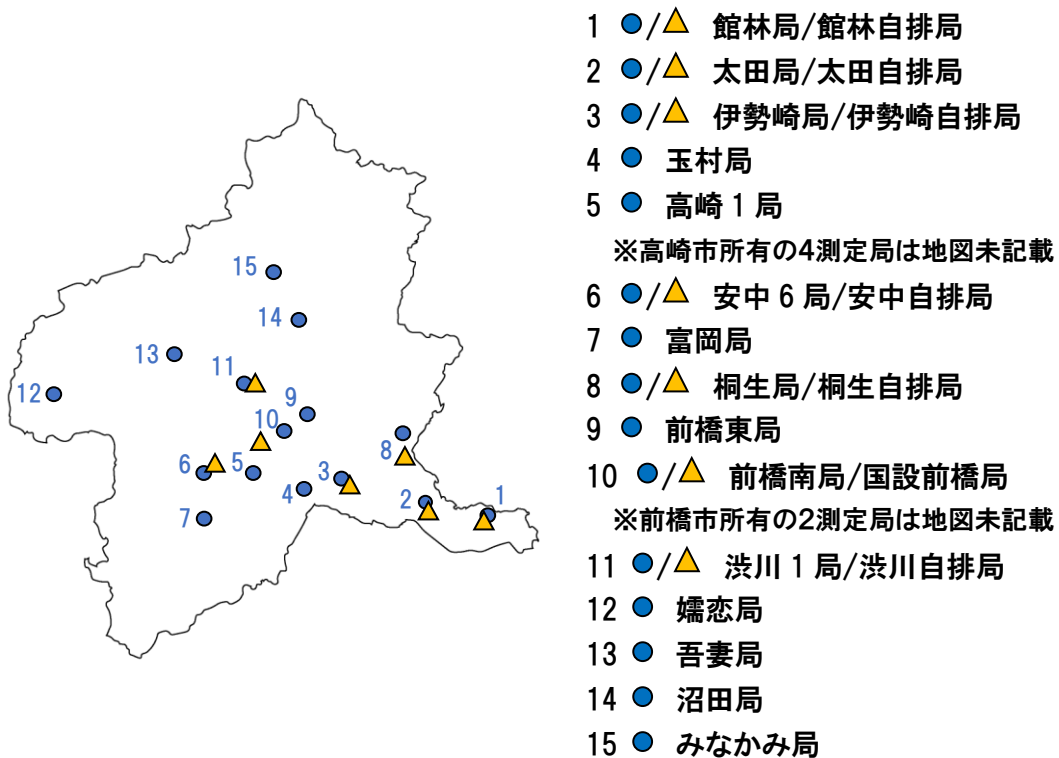 1 ●/▲ 館林局/館林自排局
2 ●/▲ 太田局/太田自排局
3 ●/▲ 伊勢崎局/伊勢崎自排局
4 ● 玉村局
5 ● 高崎1局
※高崎市所有の4測定局は地図未記載
6 ●/▲ 安中6局/安中自排局
7 ● 富岡局
8 ●/▲ 桐生局/桐生自排局
9 ● 前橋東局
10 ●/▲ 前橋南局/国設前橋局
※前橋市所有の2測定局は地図未記載
11 ●/▲ 渋川1局/渋川自排局
12 ● 嬬恋局
13 ● 吾妻局
14 ● 沼田局
15 ● みなかみ局
15
14
13
11
12
9
10
8
6
5
3
4
2
1
7